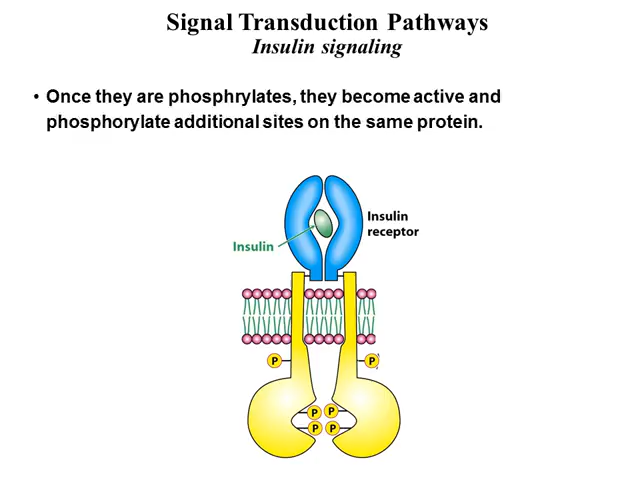 Signal Transduction Pathways
Insulin signaling
• Once they are phosphrylates, they become active and
phosphorylate additional sites on the same protein.
Insulin
receptor
Insulin
P
P
P P
P P